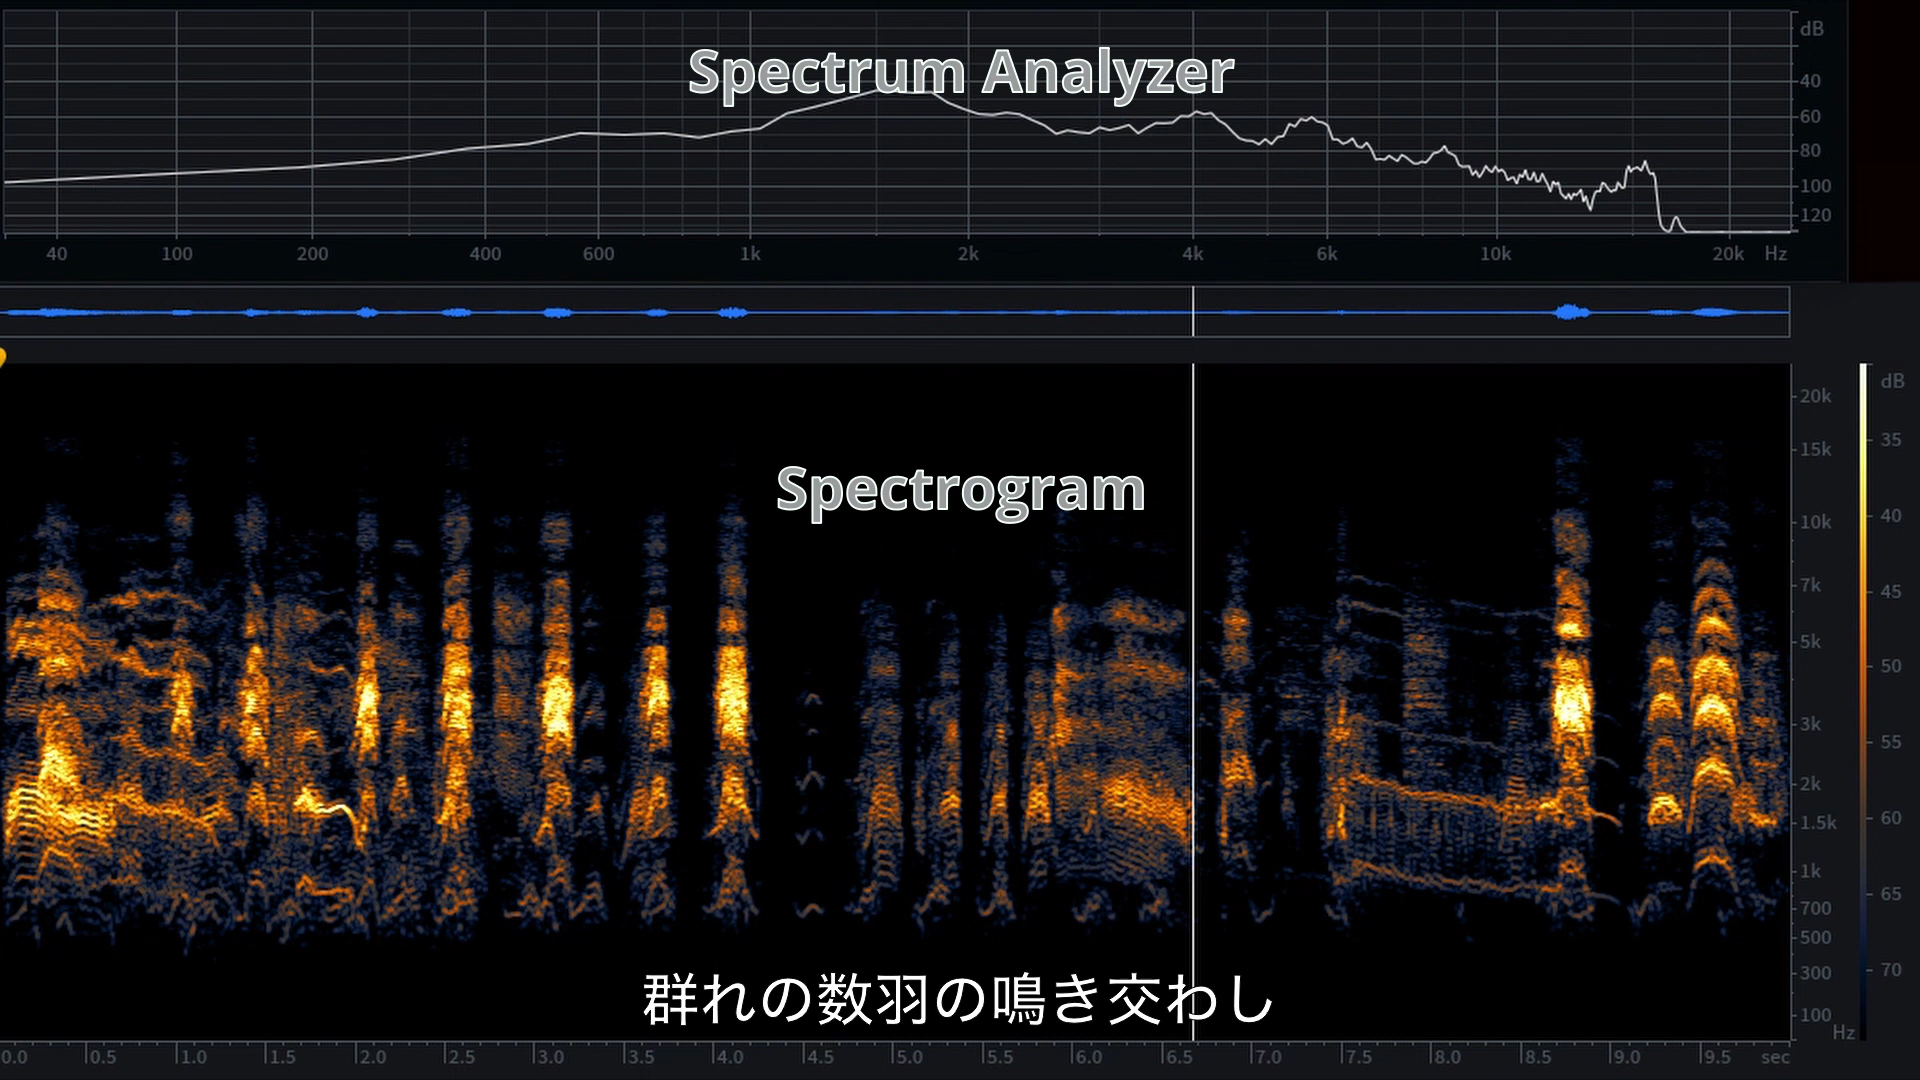 Spectrum Analyzer
dB
40
60
80
100
120
40 100 200 400 600 1k 2k 4k 6k 10k 20k Hz
Spectrogram
20k
15k
10k
7k
5k
3k
2k
1.5k
1k
700
500
300
100
Hz
dB
35
40
45
50
55
60
65
70
群れの数羽の鳴き交わし
0.0 0.5 1.0 1.5 2.0 2.5 3.0 3.5 4.0 4.5 5.0 5.5 6.0 6.5 7.0 7.5 8.0 8.5 9.0 9.5 sec